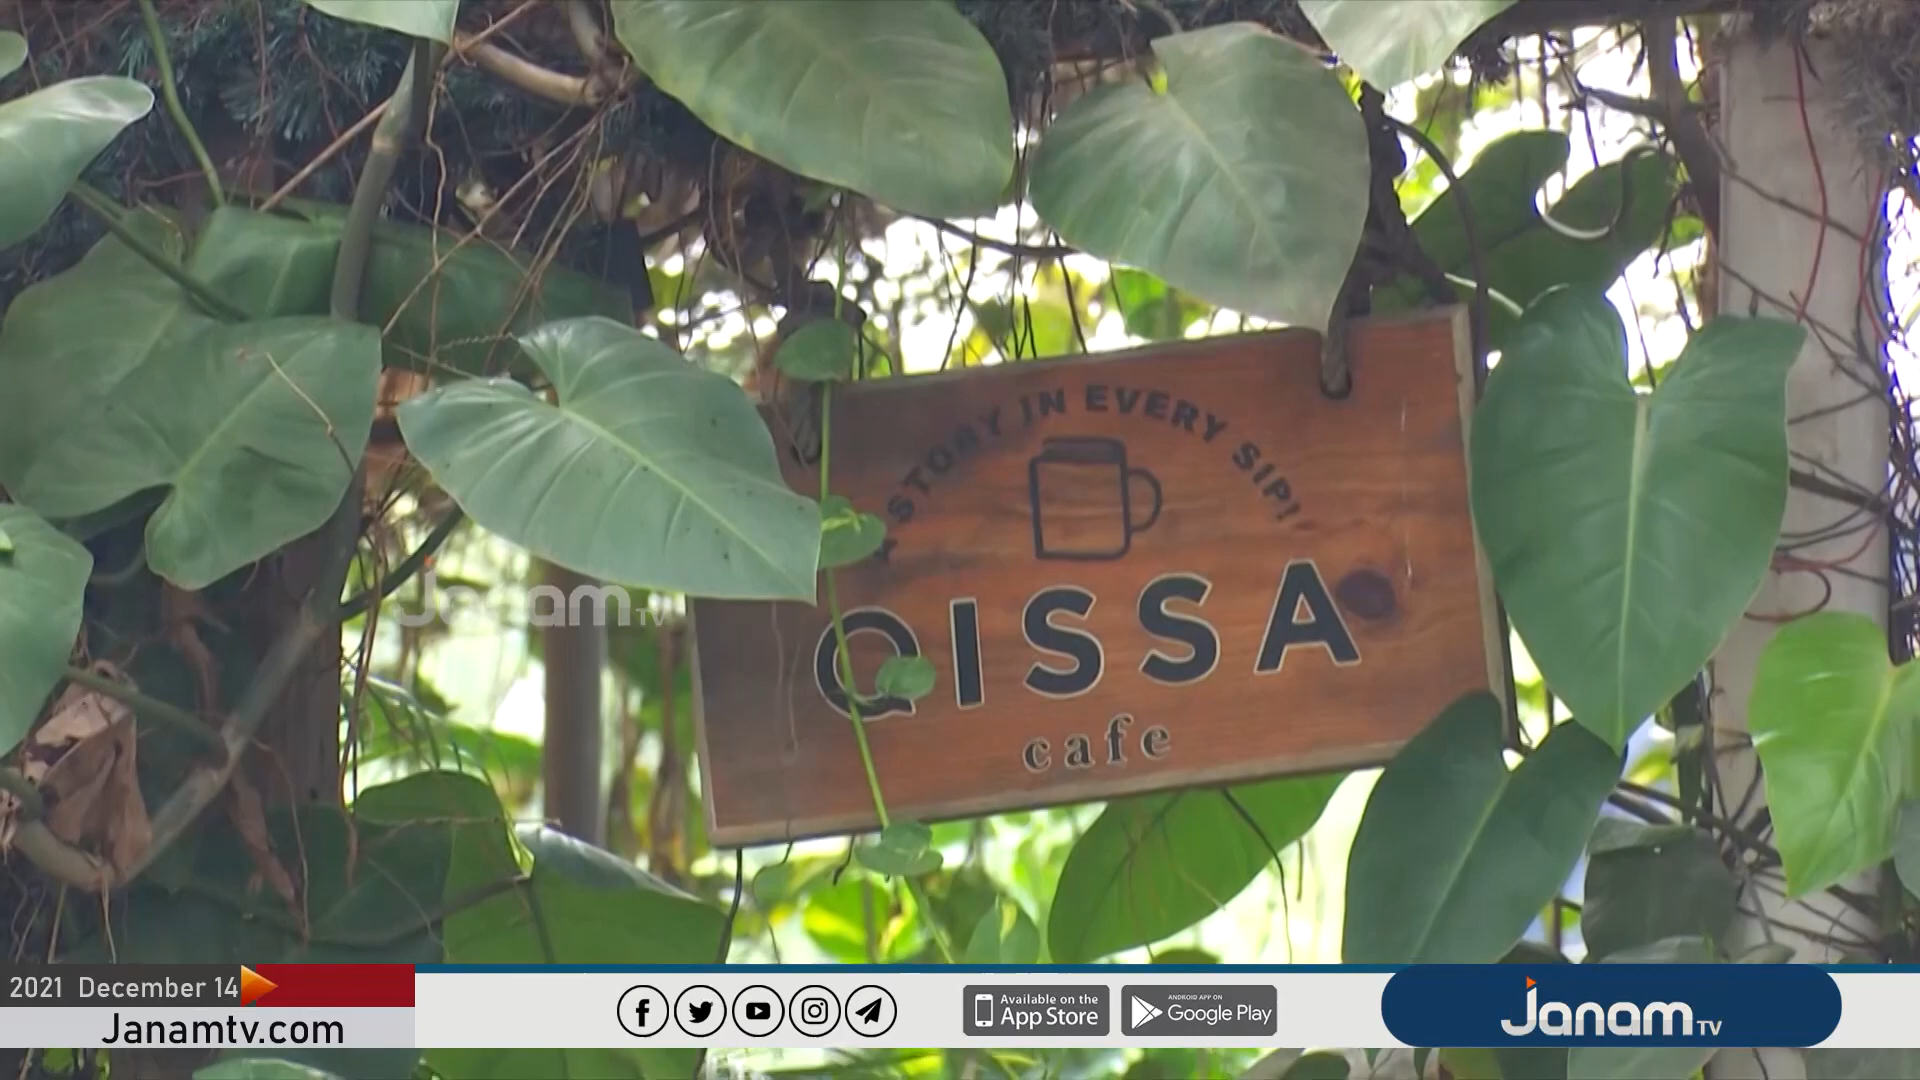 A STORY IN EVERY SIP!
QISSA
cafe
Janam TV
2021 December 14
Janamtv.com
Available on the
App Store
ANDROID APP ON
Google Play
Janam TV